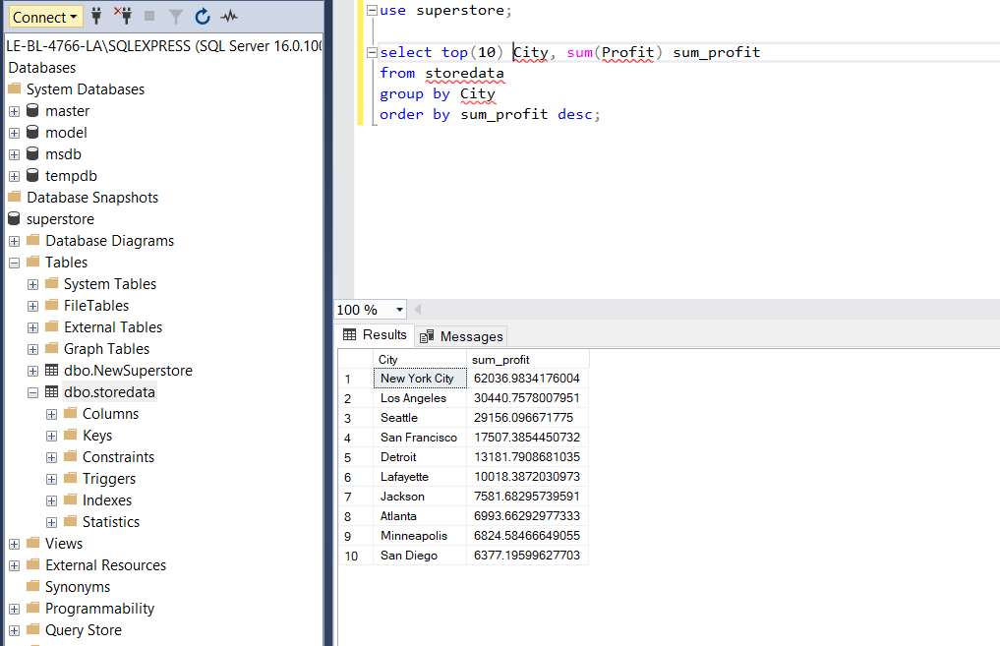 Connect
LE-BL-4766-LA\SQLEXPRESS (SQL Server 16.0.100
Databases
System Databases
master
model
msdb
tempdb
Database Snapshots
superstore
Database Diagrams
Tables
System Tables
FileTables
External Tables
Graph Tables
dbo.NewSuperstore
dbo.storedata
Columns
Keys
Constraints
Triggers
Indexes
Statistics
Views
External Resources
Synonyms
Programmability
Query Store
use superstore;
select top(10) City, sum(Profit) sum_profit
from storedata
group by City
order by sum_profit desc;
100 %
Results Messages
City sum_profit
1 New York City 62036.9834176004
2 Los Angeles 30440.7578007951
3 Seattle 29156.096671775
4 San Francisco 17507.3854450732
5 Detroit 13181.7908681035
6 Lafayette 10018.3872030973
7 Jackson 7581.68295739591
8 Atlanta 6993.66292977333
9 Minneapolis 6824.58466649055
10 San Diego 6377.19599627703